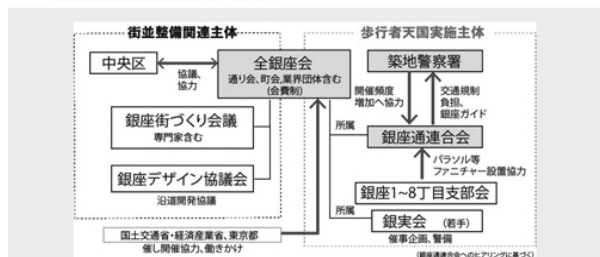 街並整備関連主体
歩行者天国実施主体
中央区
協議、
協力
全銀座会
通り会、町会、業界団体含む
(会費制)
築地警察署
開催頻度
増加へ協力
交通規制
負担、
銀座ガイド
銀座街づくり会議
専門家含む
所属
銀座通連合会
パラソル等
ファニチャー設置協力
銀座デザイン協議会
沿道開発協議
銀座1~8丁目支部会
所属
銀実会 (若手)
催事企画、警備
国土交通省・経済産業省、東京都
催し開催協力、働きかけ
(銀座通連合会へのヒアリングに基づく)